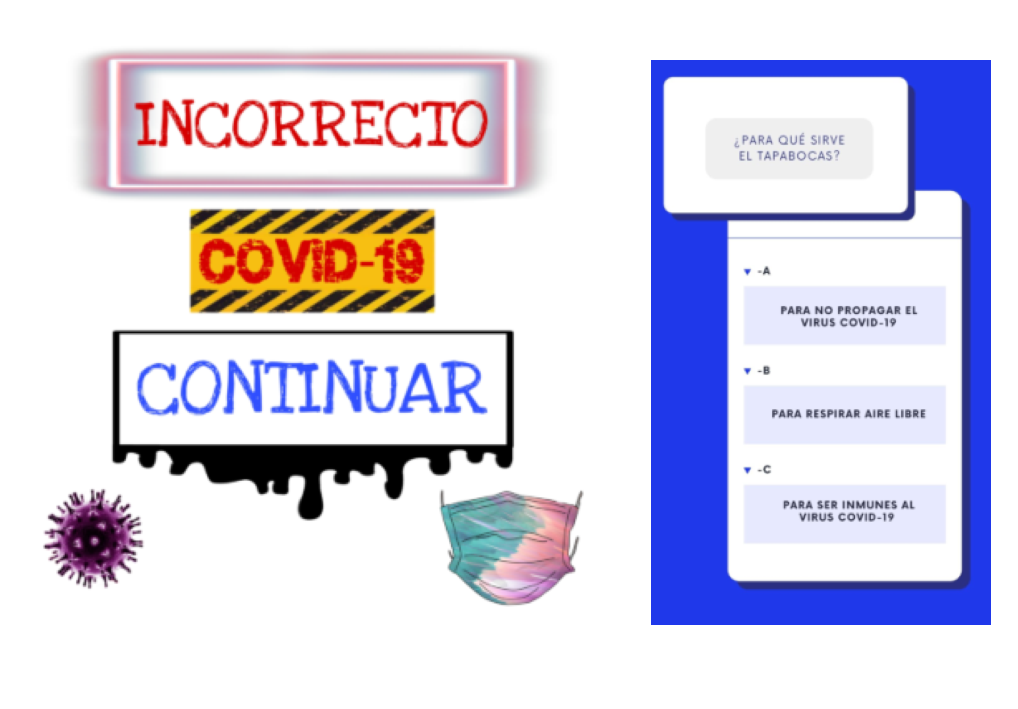 INCORRECTO
COVID-19
CONTINUAR
¿PARA QUÉ SIRVE
EL TAPABOCAS?
-A
PARA NO PROPAGAR EL
VIRUS COVID-19
-B
PARA RESPIRAR AIRE LIBRE
-C
PARA SER INMUNES AL
VIRUS COVID-19